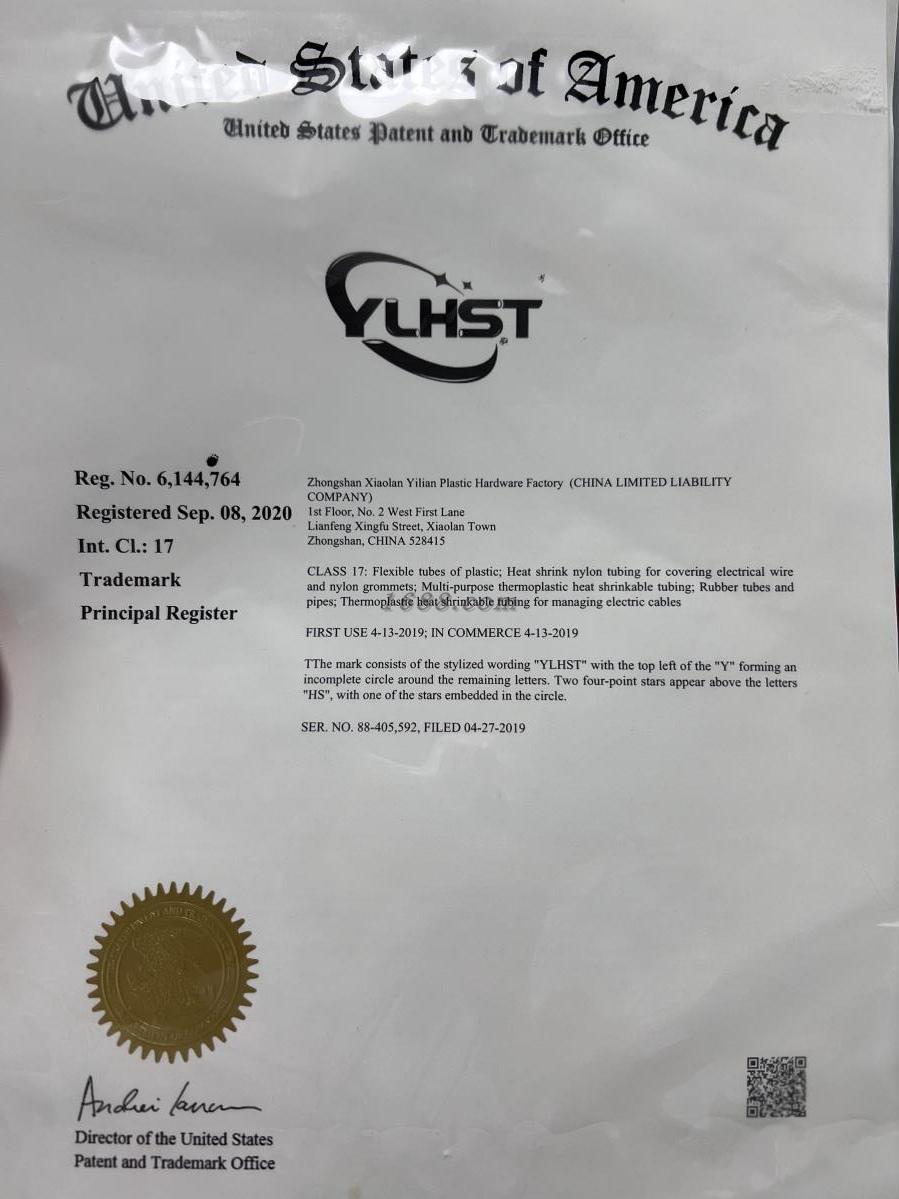 United States of America
United States Patent and Trademark Office
YLHST
Reg. No. 6,144,764
Registered Sep. 08, 2020
Int. Cl.: 17
Trademark
Principal Register
Zhongshan Xiaolan Yilian Plastic Hardware Factory (CHINA LIMITED LIABILITY
COMPANY)
1st Floor, No. 2 West First Lane
Lianfeng Xingfu Street, Xiaolan Town
Zhongshan, CHINA 528415
CLASS 17: Flexible tubes of plastic; Heat shrink nylon tubing for covering electrical wire
and nylon grommets; Multi-purpose thermoplastic heat shrinkable tubing; Rubber tubes and
pipes; Thermoplastic heat shrinkable tubing for managing electric cables
1688.com
FIRST USE 4-13-2019; IN COMMERCE 4-13-2019
TThe mark consists of the stylized wording "YLHST" with the top left of the "Y" forming an
incomplete circle around the remaining letters. Two four-point stars appear above the letters
"HS", with one of the stars embedded in the circle.
SER. NO. 88-405,592, FILED 04-27-2019
Andrei Iancu
Director of the United States
Patent and Trademark Office